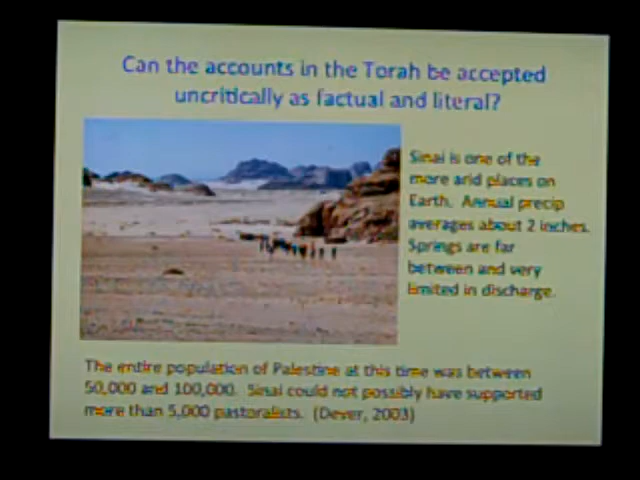 Can the accounts in the Torah be accepted
uncritically as factual and literal?
Sinai is one of the
more arid places on
Earth. Annual precip
averages about 2 inches.
Springs are far
between and very
limited in discharge.
The entire population of Palestine at this time was between
50,000 and 100,000. Sinai could not possibly have supported
more than 5,000 pastoralists. (Dever, 2003)